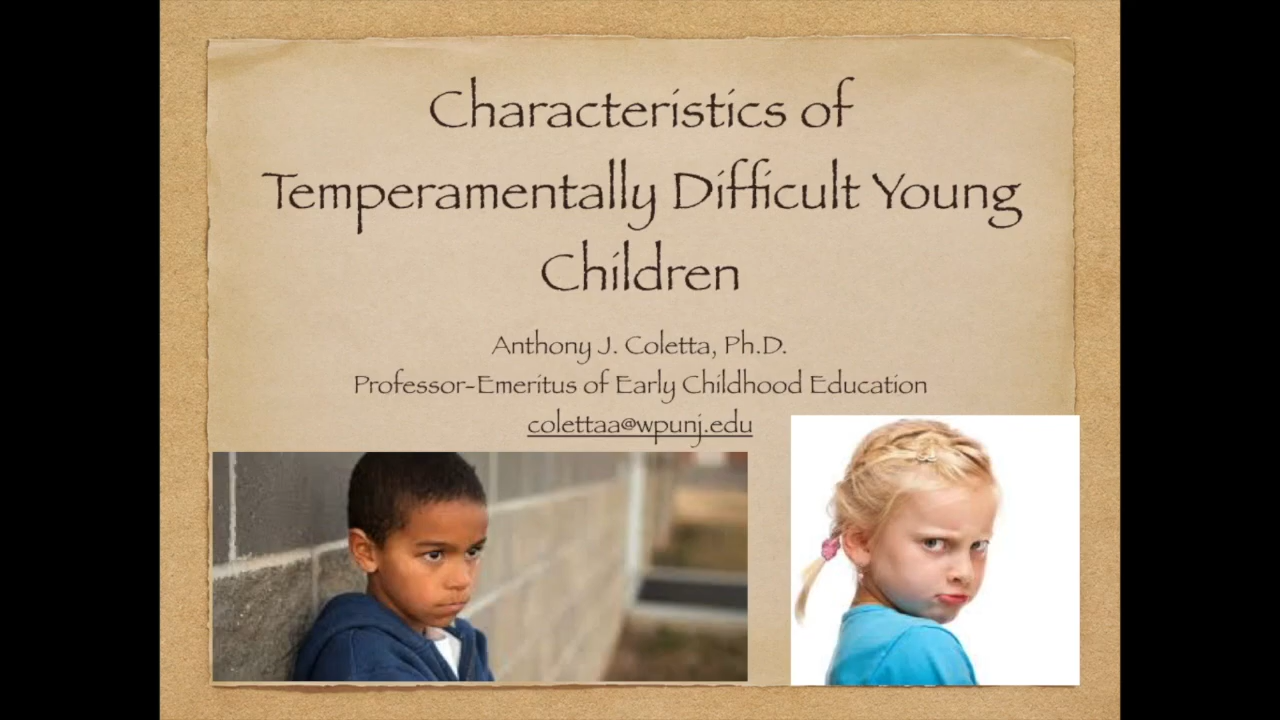 Characteristics of
Temperamentally Difficult Young
Children
Anthony J. Coletta, Ph.D.
Professor-Emeritus of Early Childhood Education
colettaa@wpunj.edu